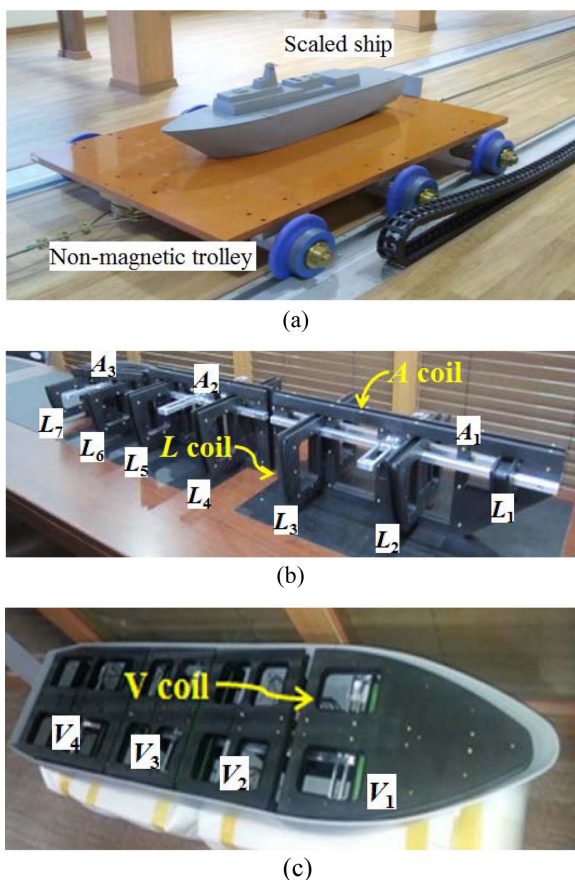 Scaled ship
Non-magnetic trolley
(a)
A3
A2
A coil
A1
L7
L6
L5
L coil
L4
L3
L2
L1
(b)
V coil
V4
V3
V2
V1
(c)